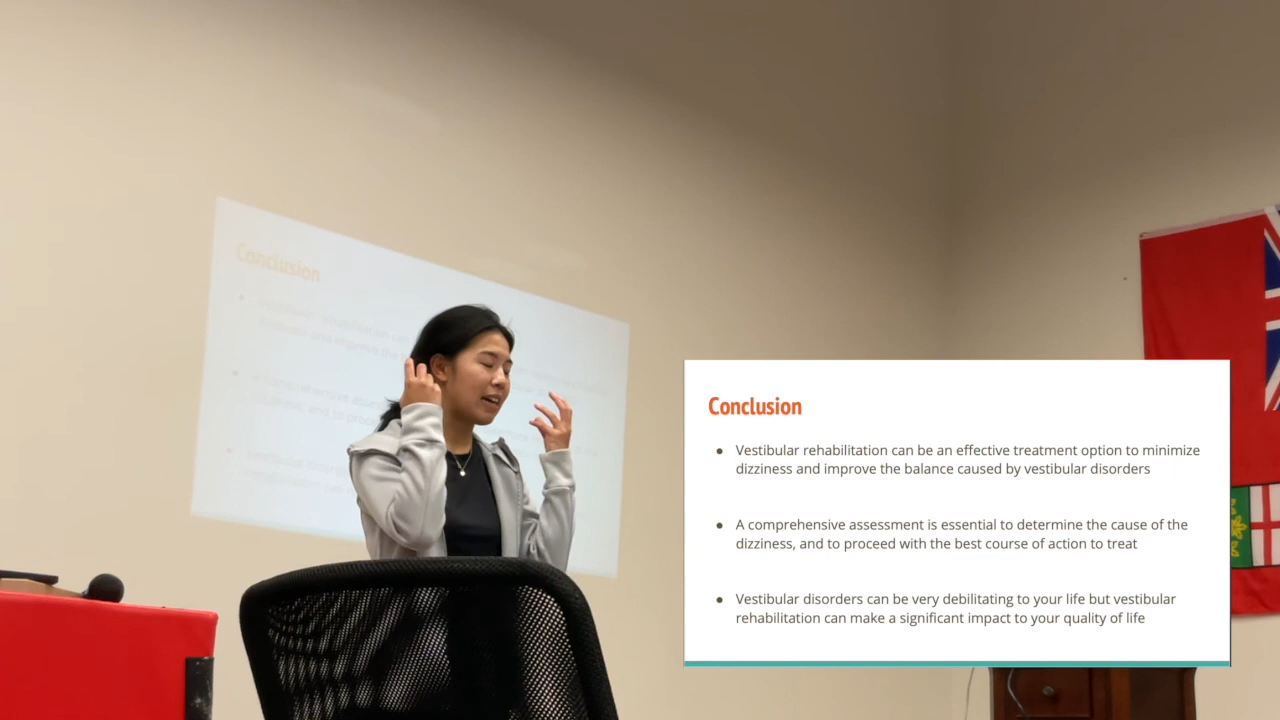 Conclusion
Conclusion
Vestibular rehabilitation can be an effective treatment option to minimize
dizziness and improve the balance caused by vestibular disorders
A comprehensive assessment is essential to determine the cause of the
dizziness, and to proceed with the best course of action to treat
Vestibular disorders can be very debilitating to your life but vestibular
rehabilitation can make a significant impact to your quality of life